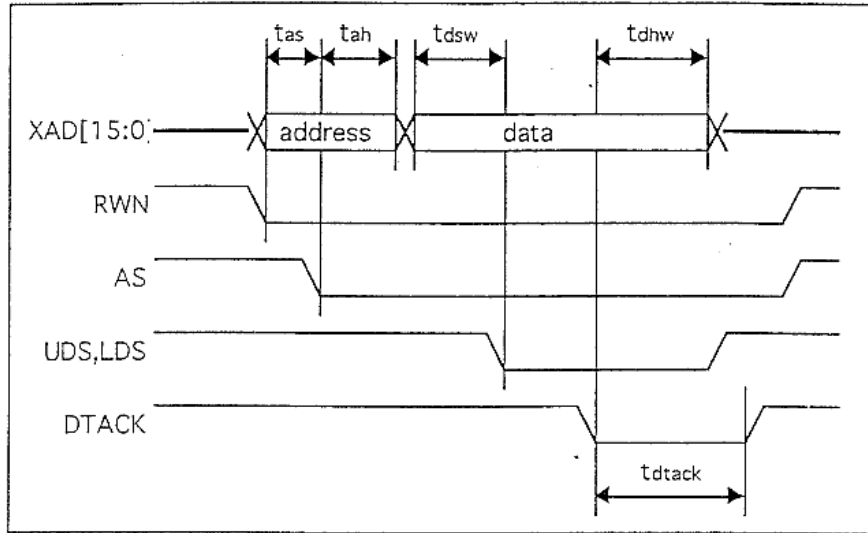 tas tah tdsw tdhw
XAD[15:0] address data
RWN
AS
UDS,LDS
DTACK
tdtack